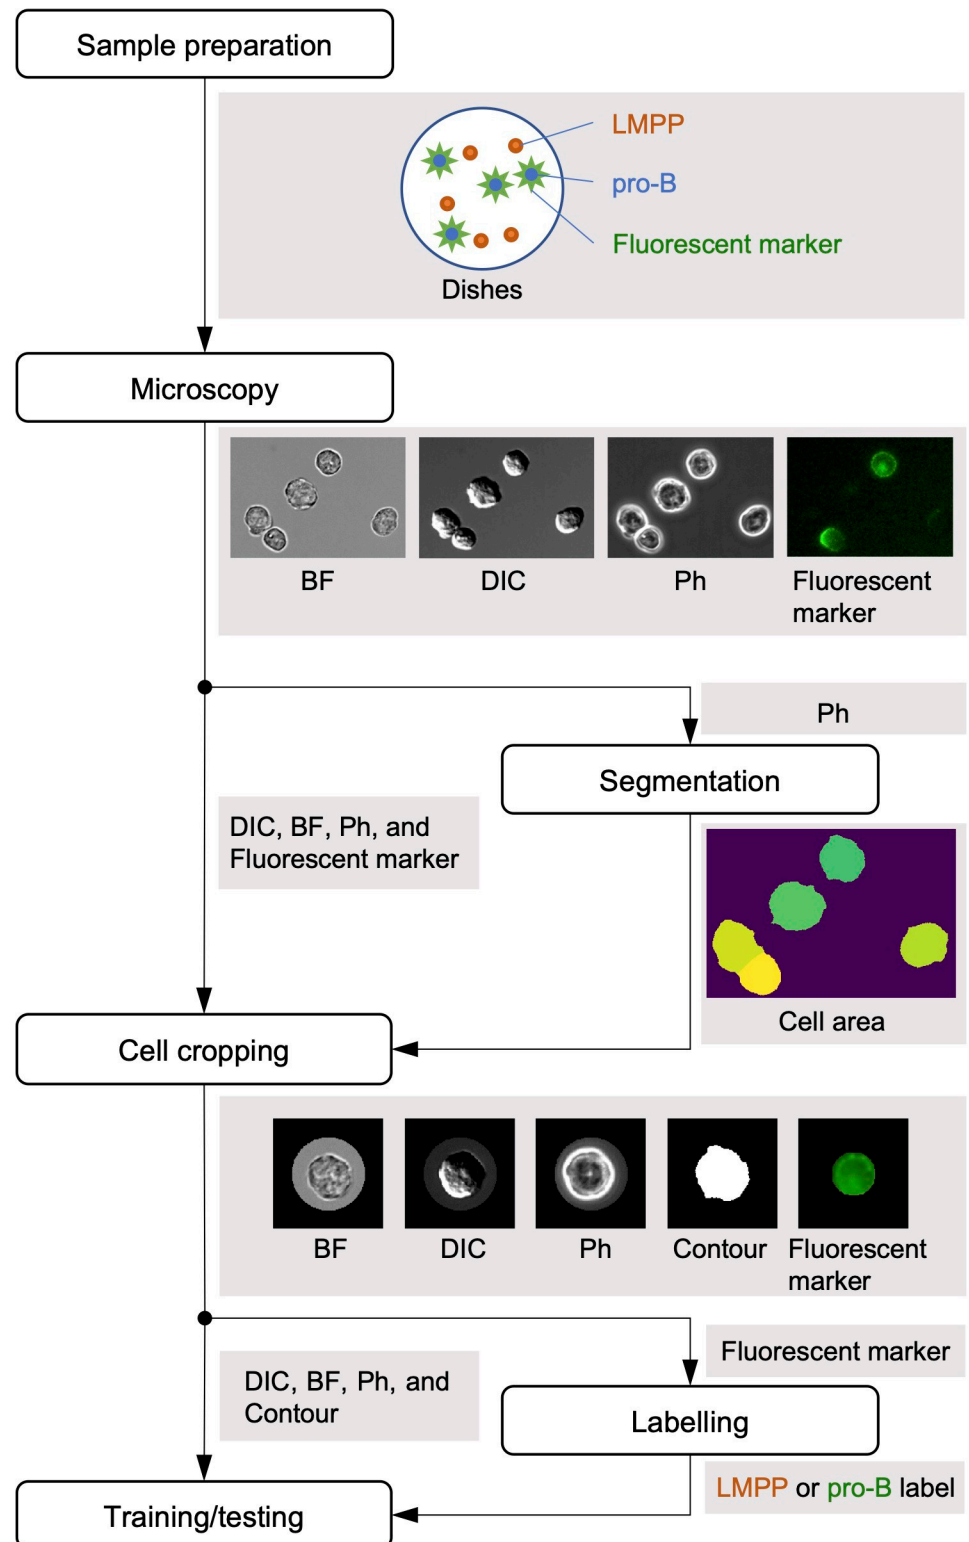 Sample preparation
LMPP
pro-B
Fluorescent marker
Dishes
Microscopy
BF
DIC
Ph
Fluorescent
marker
Ph
Segmentation
DIC, BF, Ph, and
Fluorescent marker
Cell area
Cell cropping
BF
DIC
Ph
Contour
Fluorescent
marker
Fluorescent marker
DIC, BF, Ph, and
Contour
Labelling
LMPP or pro-B label
Training/testing